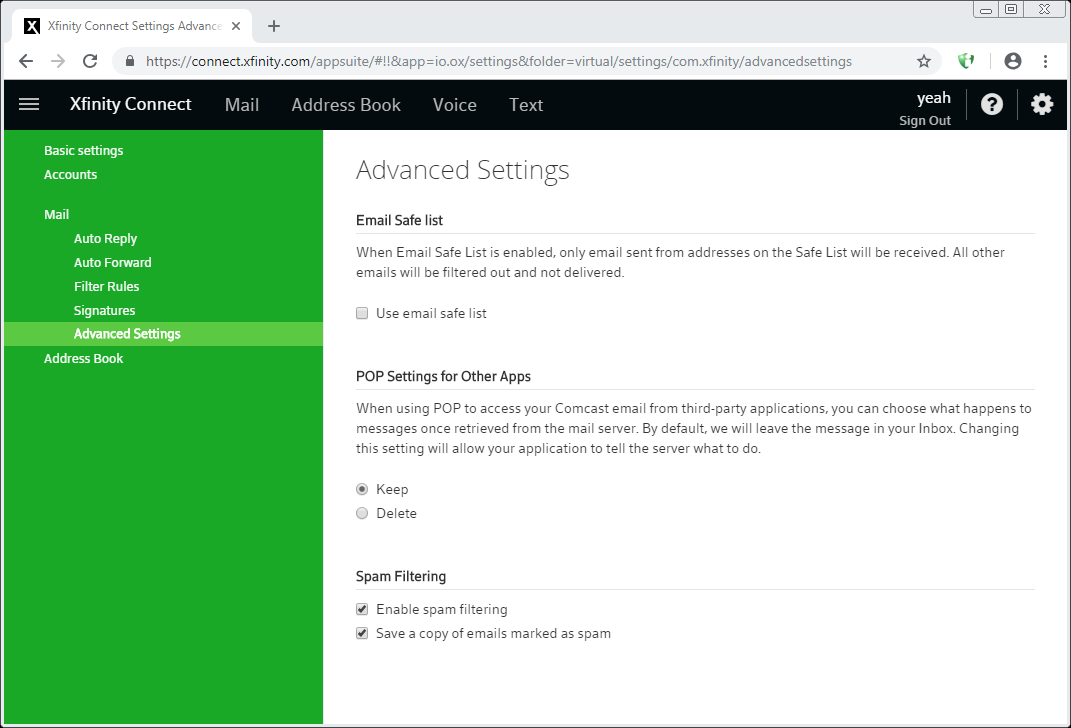 X Xfinity Connect Settings Advance
https://connect.xfinity.com/appsuite/#!!&app=io.ox/settings&folder=virtual/settings/com.xfinity/advancedsettings
Xfinity Connect Mail Address Book Voice Text
yeah
Sign Out
?
Basic settings
Accounts
Mail
Auto Reply
Auto Forward
Filter Rules
Signatures
Advanced Settings
Address Book
Advanced Settings
Email Safe list
When Email Safe List is enabled, only email sent from addresses on the Safe List will be received. All other
emails will be filtered out and not delivered.
Use email safe list
POP Settings for Other Apps
When using POP to access your Comcast email from third-party applications, you can choose what happens to
messages once retrieved from the mail server. By default, we will leave the message in your Inbox. Changing
this setting will allow your application to tell the server what to do.
Keep
Delete
Spam Filtering
Enable spam filtering
Save a copy of emails marked as spam